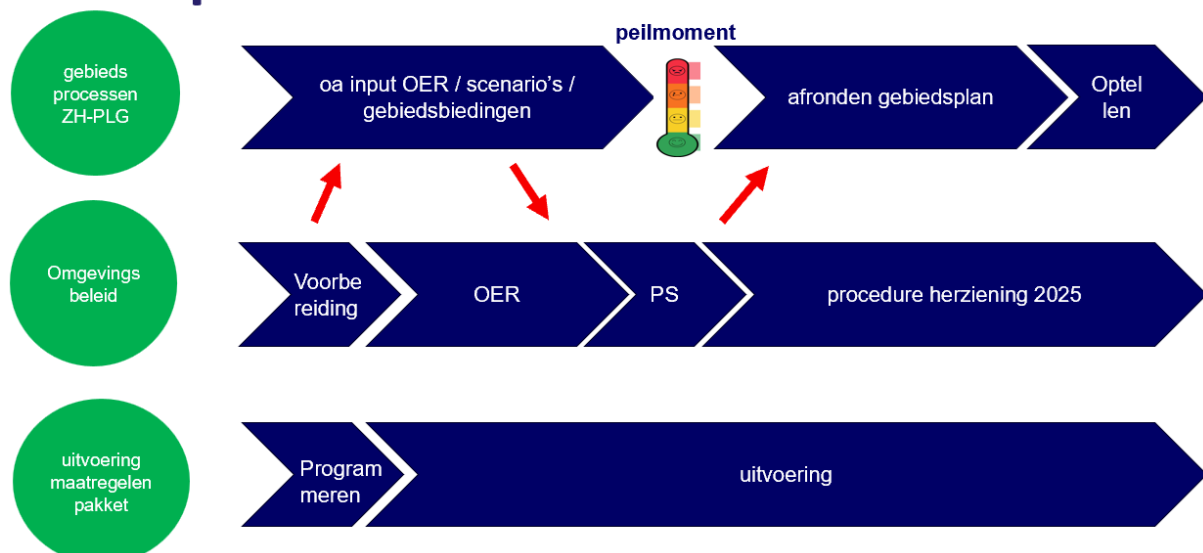 gebieds
processen
ZH-PLG
oa input OER / scenario's /
gebiedsbiedingen
peilmoment
afronden gebiedsplan
Optel
len
Omgevings
beleid
Voorbe
reiding
OER
PS
procedure herziening 2025
uitvoering
maatregelen
pakket
Program
meren
uitvoering